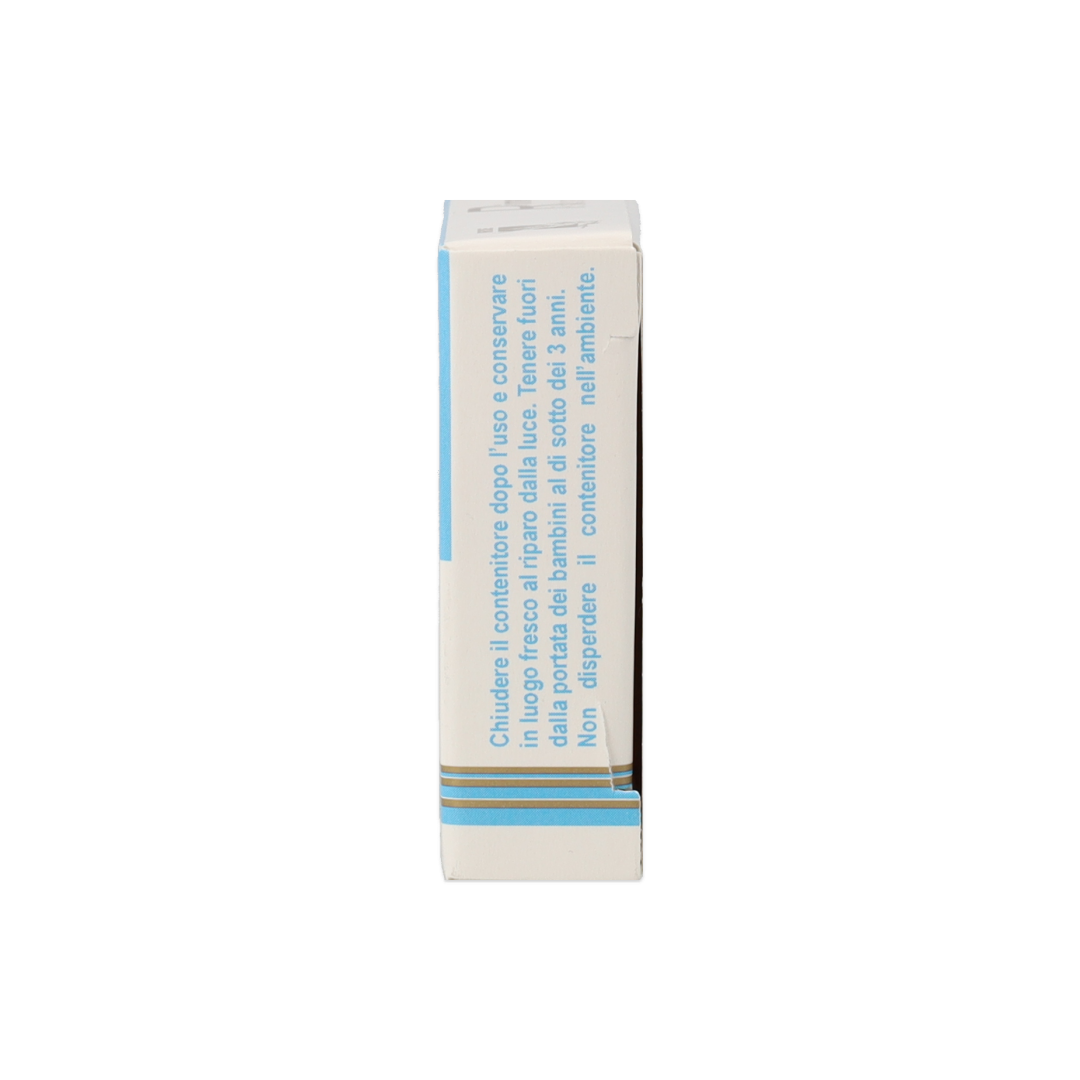 Chiudere il contenitore dopo l'uso e conservare
in luogo fresco al riparo dalla luce. Tenere fuori
dalla portata dei bambini al di sotto dei 3 anni.
Non disperdere il contenitore nell'ambiente.